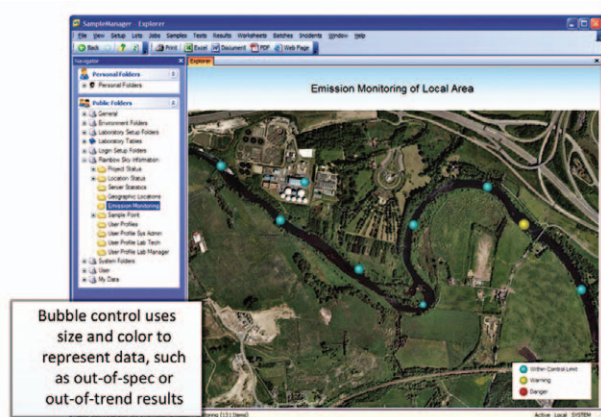 SampleManager - Explorer
File View Setup Lists Jobs Samples Tests Results Worksheets Batches Incidents Window Help
Back Print Excel Document PDF Web Page
Navigator
Explorer
Personal Folders
Personal Folders
Public Folders
General
Environment Folders
Laboratory Setup Folders
Laboratory Tables
Login Setup Folders
Rainbow Sky Information
Project Status
Location Status
Server Statistics
Geographic Locations
Emission Monitoring
Sample Point
User Profiles
User Profile Sys Admin
User Profile Lab Tech
User Profile Lab Manager
System Folders
User
My Data
Emission Monitoring of Local Area
Within Control Limit
Warning
Danger
Bubble control uses
size and color to
represent data, such
as out-of-spec or
out-of-trend results
Active Local SYSTEM